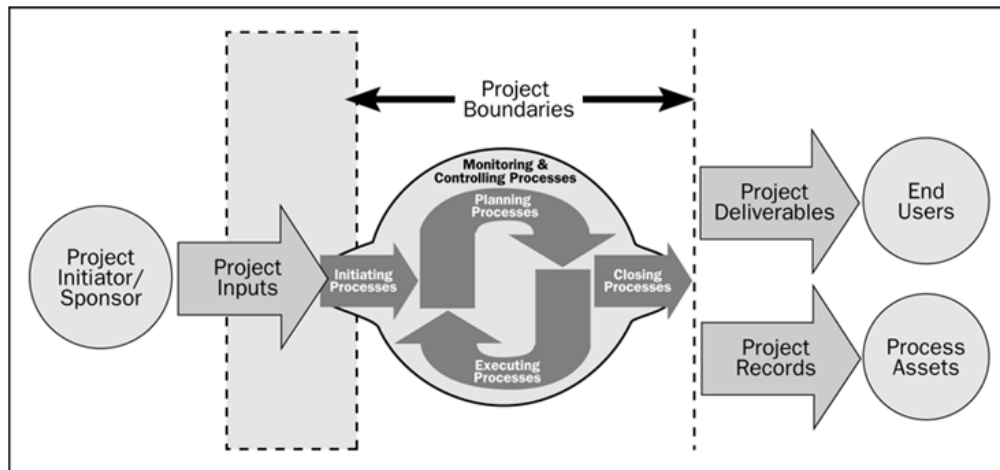 Project
Boundaries
Monitoring &
Controlling Processes
Planning
Processes
Project
Initiator/
Sponsor
Project
Inputs
Initiating
Processes
Closing
Processes
Executing
Processes
Project
Deliverables
End
Users
Project
Records
Process
Assets